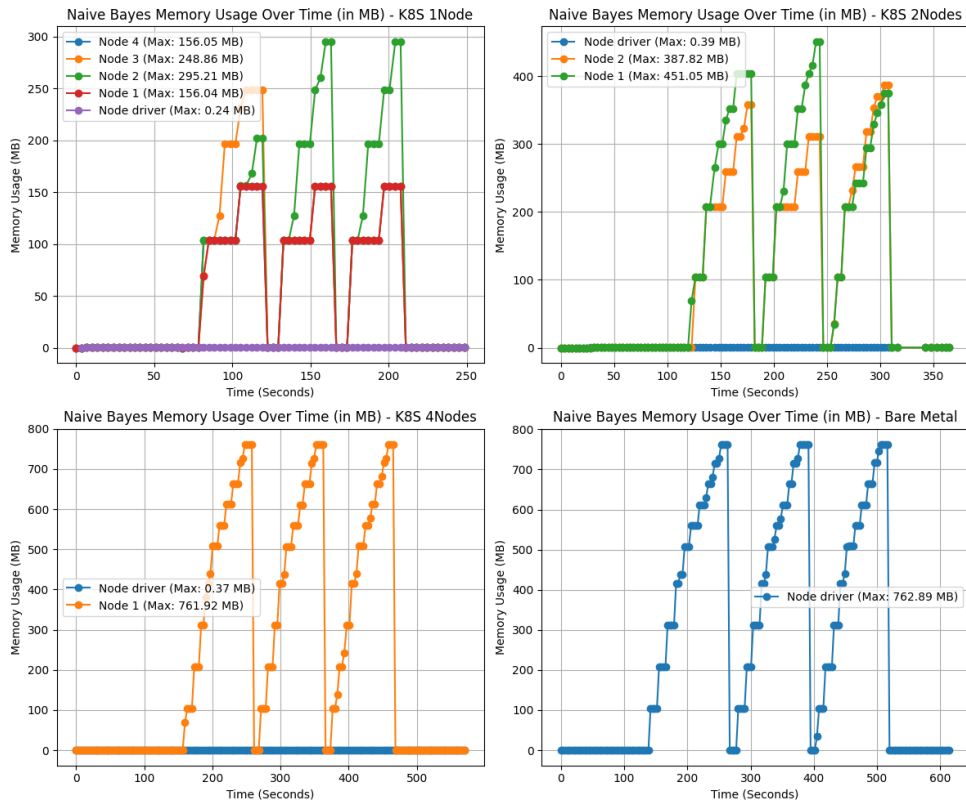 Naive Bayes Memory Usage Over Time (in MB) - K8S 1Node
Node 4 (Max: 156.05 MB)
Node 3 (Max: 248.86 MB)
Node 2 (Max: 295.21 MB)
Node 1 (Max: 156.04 MB)
Node driver (Max: 0.24 MB)
Memory Usage (MB)
300
250
200
150
100
50
0
0 50 100 150 200 250
Time (Seconds)
Naive Bayes Memory Usage Over Time (in MB) - K8S 2Nodes
Node driver (Max: 0.39 MB)
Node 2 (Max: 387.82 MB)
Node 1 (Max: 451.05 MB)
Memory Usage (MB)
400
300
200
100
0
0 50 100 150 200 250 300 350
Time (Seconds)
Naive Bayes Memory Usage Over Time (in MB) - K8S 4Nodes
Node driver (Max: 0.37 MB)
Node 1 (Max: 761.92 MB)
Memory Usage (MB)
800
700
600
500
400
300
200
100
0
0 100 200 300 400 500
Time (Seconds)
Naive Bayes Memory Usage Over Time (in MB) - Bare Metal
Node driver (Max: 762.89 MB)
Memory Usage (MB)
800
700
600
500
400
300
200
100
0
0 100 200 300 400 500 600
Time (Seconds)